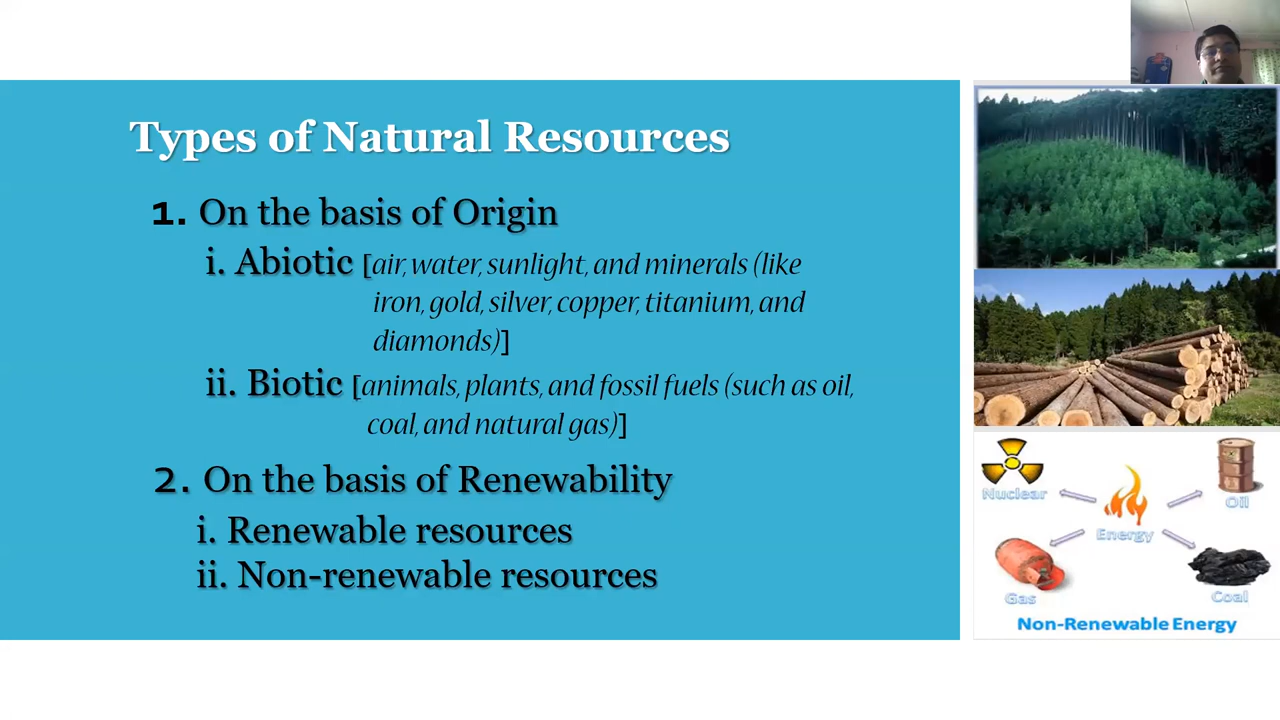 Types of Natural Resources
1. On the basis of Origin
i. Abiotic [air, water, sunlight, and minerals (like
iron, gold, silver, copper, titanium, and
diamonds)]
ii. Biotic [animals, plants, and fossil fuels (such as oil,
coal, and natural gas)]
2. On the basis of Renewability
i. Renewable resources
ii. Non-renewable resources
Nuclear
Oil
Energy
Gas
Coal
Non-Renewable Energy